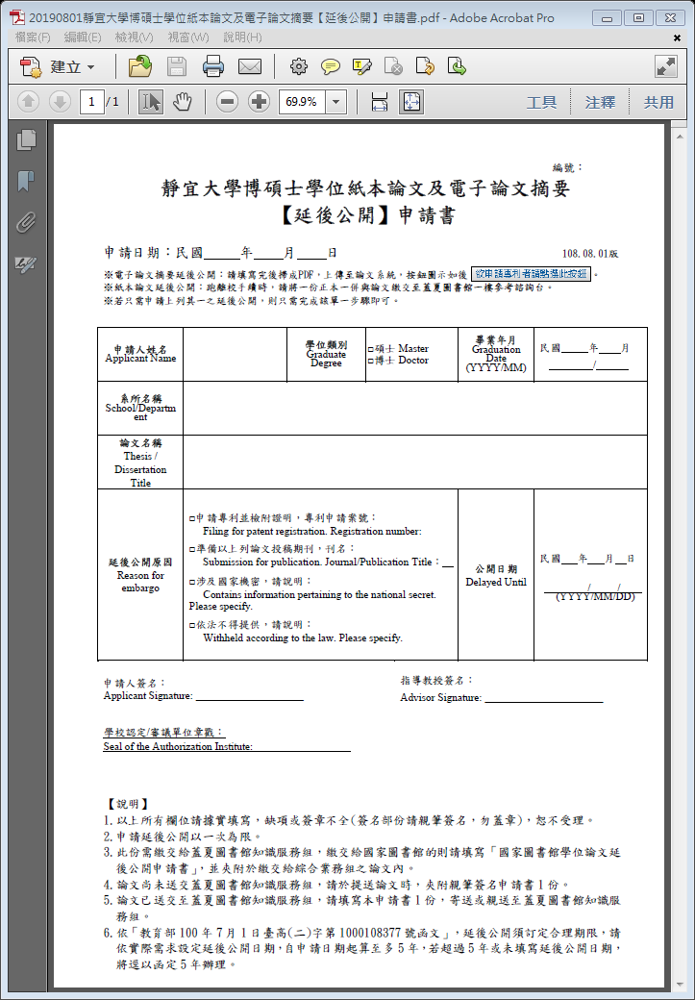 20190801靜宜大學博碩士學位紙本論文及電子論文摘要【延後公開】申請書.pdf - Adobe Acrobat Pro
檔案(F) 編輯(E) 檢視(V) 視窗(W) 說明(H)
建立
1 / 1 69.9% 工具 注釋 共用
編號：
靜宜大學博碩士學位紙本論文及電子論文摘要
【延後公開】申請書
申請日期：民國_____年____月____日 108.08.01版
※電子論文摘要延後公開：請填寫完後掃成PDF，上傳至論文系統，按鈕圖示如後 欲申請專利者請點選此按鈕 。
※紙本論文延後公開：跑離校手續時，請將一份正本一併與論文繳交至蓋夏圖書館一樓參考諮詢台。
※若只需申請上列其一之延後公開，則只需完成該單一步驟即可。
申請人姓名
Applicant Name
學位類別
Graduate
Degree
□碩士 Master
□博士 Doctor
畢業年月
Graduation
Date
(YYYY/MM)
民國____年____月
______/______
系所名稱
School/Departm
ent
論文名稱
Thesis /
Dissertation
Title
延後公開原因
Reason for
embargo
□申請專利並檢附證明，專利申請案號：
Filing for patent registration. Registration number:
□準備以上列論文投稿期刊，刊名：
Submission for publication. Journal/Publication Title：__
□涉及國家機密，請說明：
Contains information pertaining to the national secret.
Please specify.
□依法不得提供，請說明：
Withheld according to the law. Please specify.
公開日期
Delayed Until
民國___年___月__日
______/____/____
(YYYY/MM/DD)
申請人簽名：
Applicant Signature: ____________________
指導教授簽名：
Advisor Signature: ____________________
學校認定/審議單位章戳：
Seal of the Authorization Institute: ____________________
【說明】
1. 以上所有欄位請據實填寫，缺項或簽章不全(簽名部份請親筆簽名，勿蓋章)，恕不受理。
2. 申請延後公開以一次為限。
3. 此份需繳交給蓋夏圖書館知識服務組，繳交給國家圖書館的則請填寫「國家圖書館學位論文延
後公開申請書」，並夾附於繳交給綜合業務組之論文內。
4. 論文尚未送交蓋夏圖書館知識服務組，請於提送論文時，夾附親筆簽名申請書1份。
5. 論文已送交至蓋夏圖書館知識服務組，請填寫本申請書1份，寄送或親送至蓋夏圖書館知識服
務組。
6. 依「教育部100年7月1日臺高(二)字第1000108377號函文」，延後公開須訂定合理期限，請
依實際需求設定延後公開日期，自申請日期起算至多5年，若超過5年或未填寫延後公開日期，
將逕以函定5年辦理。